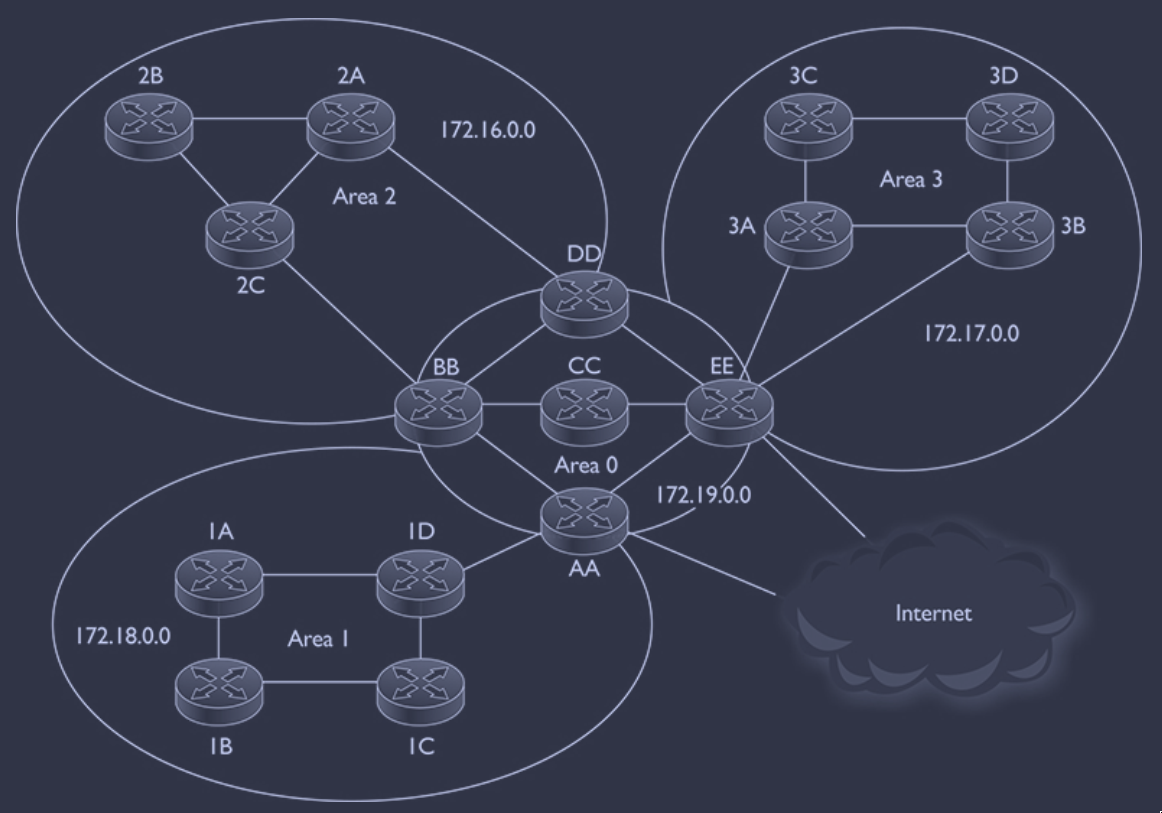 2B
2A
172.16.0.0
Area 2
2C
3C
3D
Area 3
3A
3B
172.17.0.0
DD
BB
CC
EE
Area 0
172.19.0.0
AA
1A
1D
172.18.0.0
Area 1
1B
1C
Internet